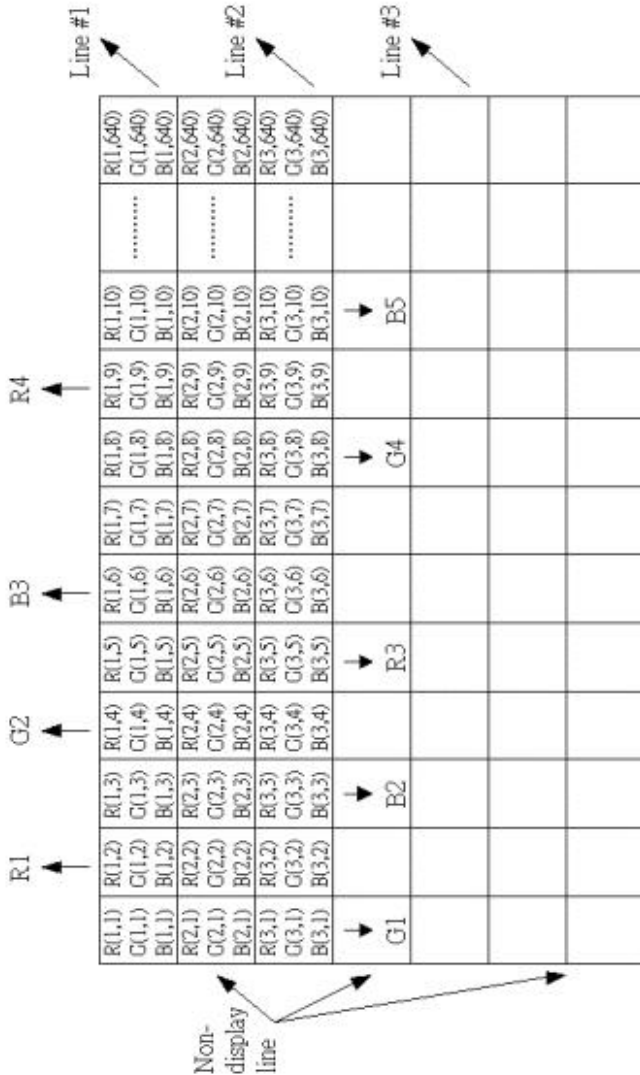 R1 G2 B3 R4
Line #1
R(1,1) R(1,2) R(1,3) R(1,4) R(1,5) R(1,6) R(1,7) R(1,8) R(1,9) R(1,10) R(1,640)
G(1,1) G(1,2) G(1,3) G(1,4) G(1,5) G(1,6) G(1,7) G(1,8) G(1,9) G(1,10) ......... G(1,640)
B(1,1) B(1,2) B(1,3) B(1,4) B(1,5) B(1,6) B(1,7) B(1,8) B(1,9) B(1,10) B(1,640)
Line #2
R(2,1) R(2,2) R(2,3) R(2,4) R(2,5) R(2,6) R(2,7) R(2,8) R(2,9) R(2,10) R(2,640)
G(2,1) G(2,2) G(2,3) G(2,4) G(2,5) G(2,6) G(2,7) G(2,8) G(2,9) G(2,10) ......... G(2,640)
B(2,1) B(2,2) B(2,3) B(2,4) B(2,5) B(2,6) B(2,7) B(2,8) B(2,9) B(2,10) B(2,640)
R(3,1) R(3,2) R(3,3) R(3,4) R(3,5) R(3,6) R(3,7) R(3,8) R(3,9) R(3,10) R(3,640)
G(3,1) G(3,2) G(3,3) G(3,4) G(3,5) G(3,6) G(3,7) G(3,8) G(3,9) G(3,10) ......... G(3,640)
B(3,1) B(3,2) B(3,3) B(3,4) B(3,5) B(3,6) B(3,7) B(3,8) B(3,9) B(3,10) B(3,640)
Line #3
G1 B2 R3 G4 B5
Non-
display
line